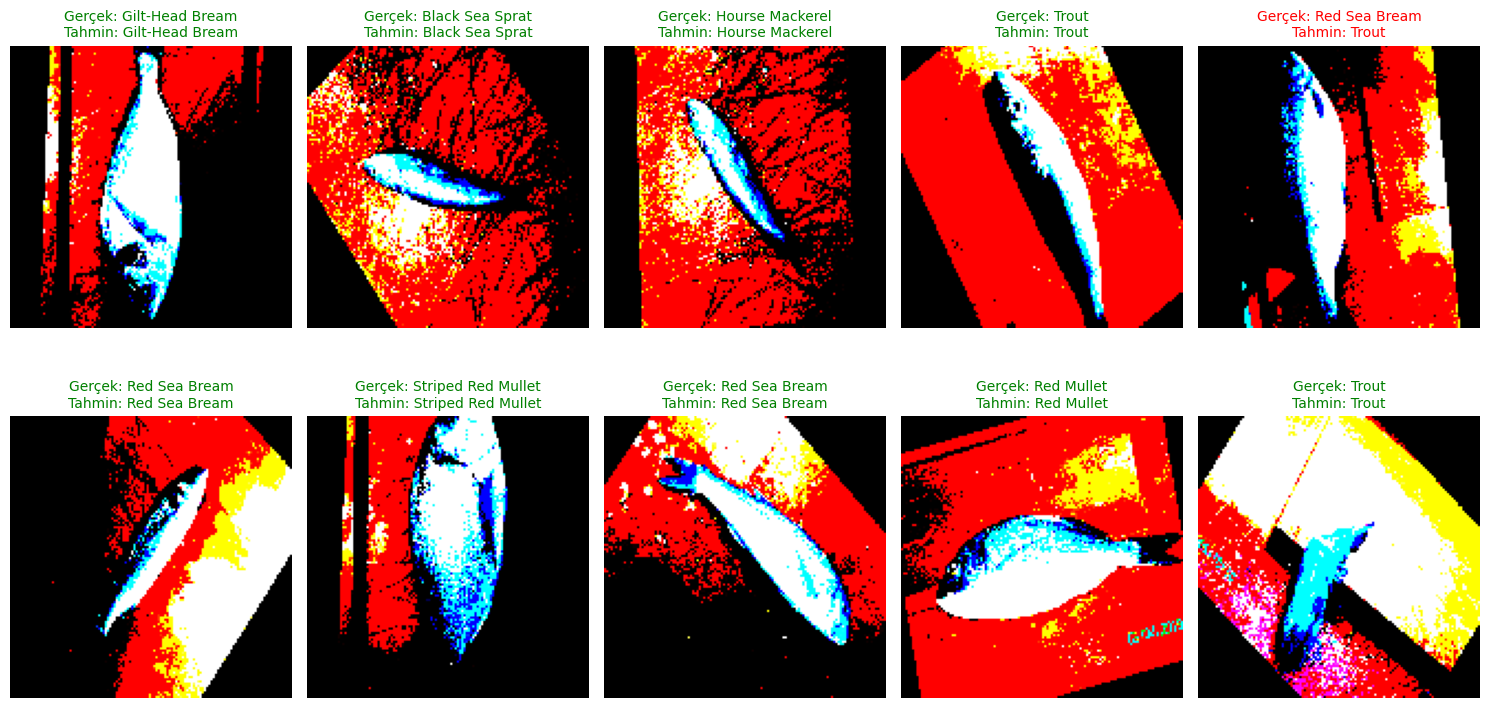 Gerçek: Gilt-Head Bream
Tahmin: Gilt-Head Bream
Gerçek: Black Sea Sprat
Tahmin: Black Sea Sprat
Gerçek: Hourse Mackerel
Tahmin: Hourse Mackerel
Gerçek: Trout
Tahmin: Trout
Gerçek: Red Sea Bream
Tahmin: Trout
Gerçek: Red Sea Bream
Tahmin: Red Sea Bream
Gerçek: Striped Red Mullet
Tahmin: Striped Red Mullet
Gerçek: Red Sea Bream
Tahmin: Red Sea Bream
Gerçek: Red Mullet
Tahmin: Red Mullet
Gerçek: Trout
Tahmin: Trout